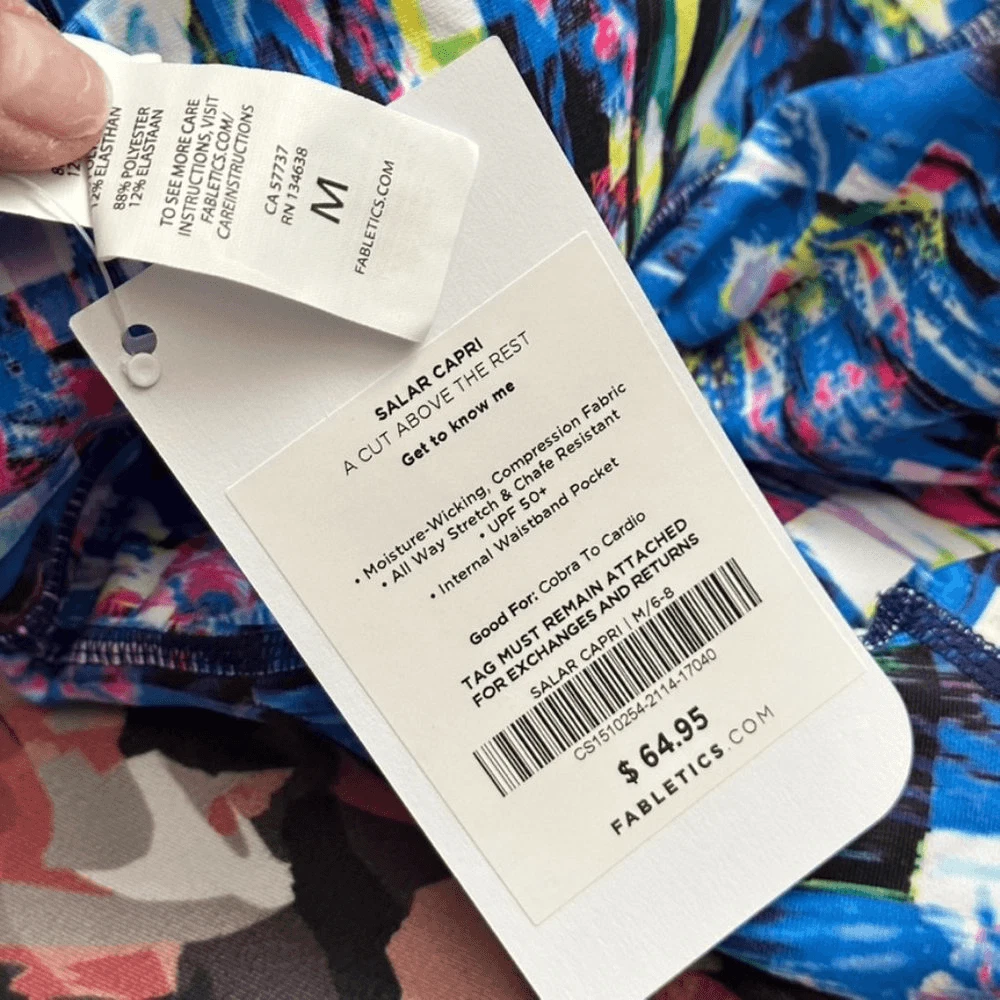 12% ELASTHAN
88% POLYESTER
12% ELASTAAN
TO SEE MORE CARE
INSTRUCTIONS, VISIT
FABLETICS.COM/
CAREINSTRUCTIONS
CA 57737
RN 134638
M
FABLETICS.COM
SALAR CAPRI
A CUT ABOVE THE REST
Get to know me
• Moisture-Wicking, Compression Fabric
• All Way Stretch & Chafe Resistant
• UPF 50+
• Internal Waistband Pocket
Good For: Cobra To Cardio
TAG MUST REMAIN ATTACHED
FOR EXCHANGES AND RETURNS
SALAR CAPRI | M/6-8
CS1510254-2114-17040
$ 64.95
FABLETICS.COM